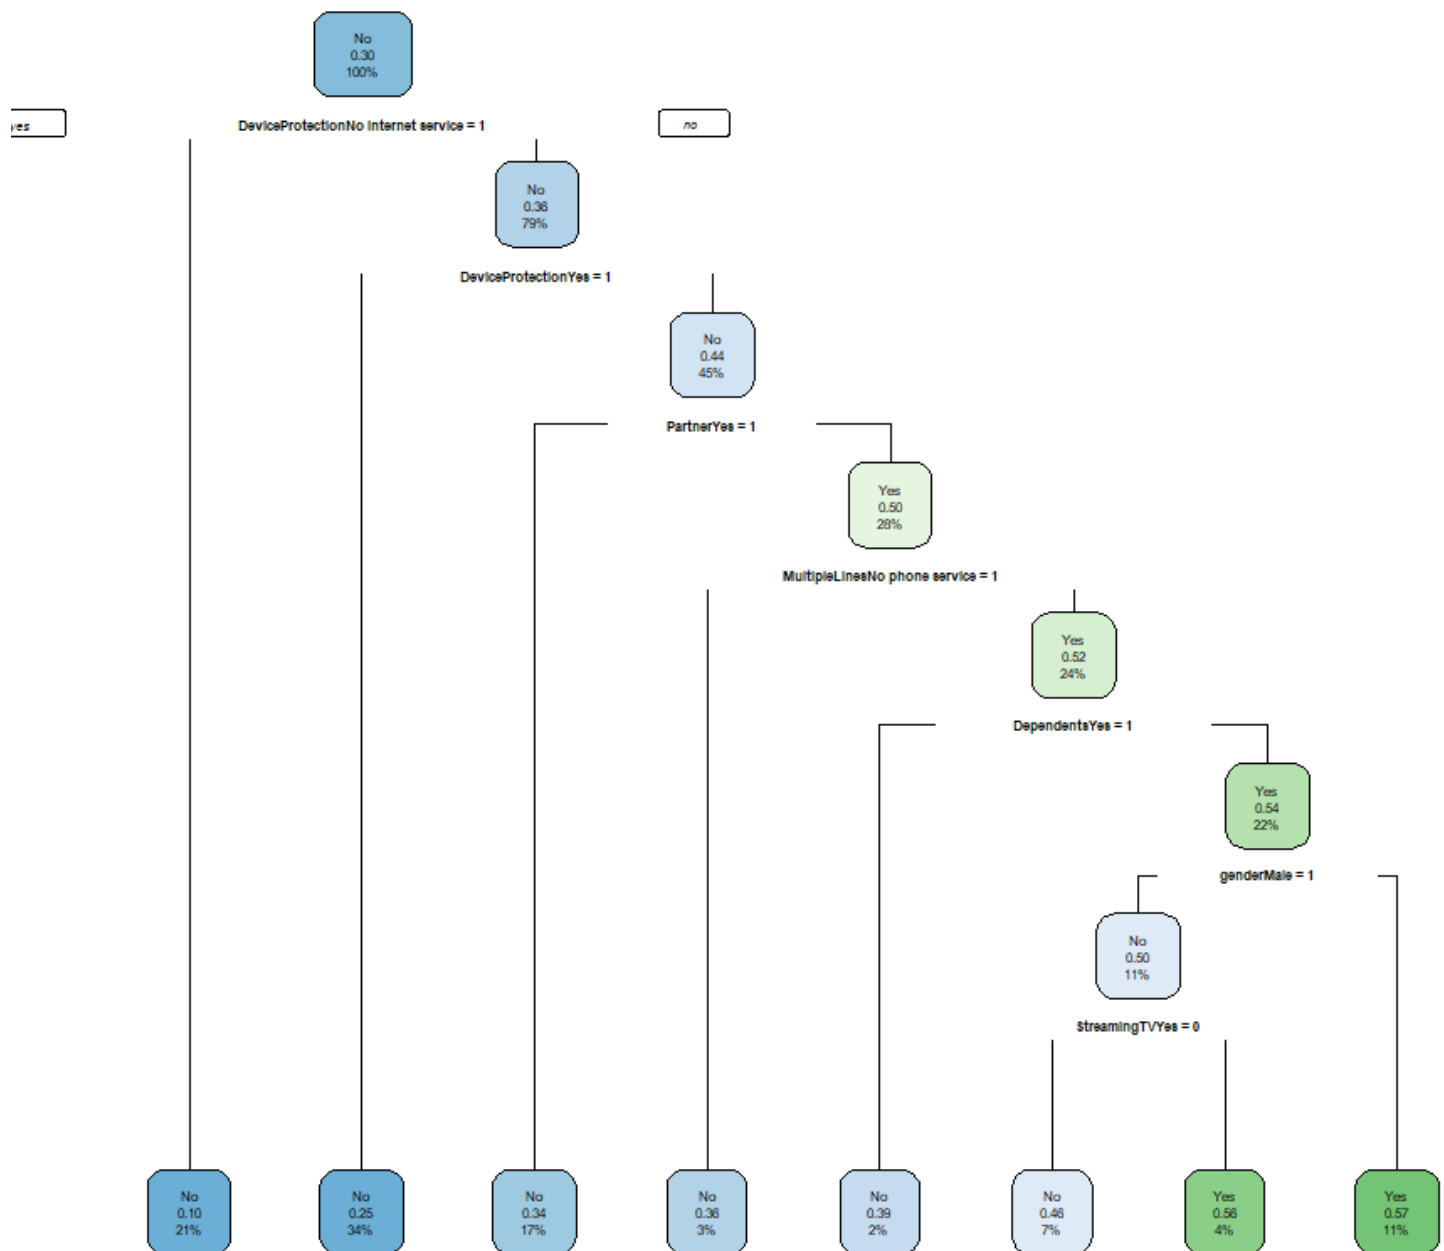 No
0.30
100%
yes
DeviceProtectionNo internet service = 1
no
No
0.36
79%
DeviceProtectionYes = 1
No
0.44
45%
PartnerYes = 1
Yes
0.50
28%
MultipleLinesNo phone service = 1
Yes
0.52
24%
DependentsYes = 1
Yes
0.54
22%
genderMale = 1
No
0.50
11%
StreamingTVYes = 0
No
0.10
21%
No
0.25
34%
No
0.34
17%
No
0.36
3%
No
0.39
2%
No
0.46
7%
Yes
0.56
4%
Yes
0.57
11%